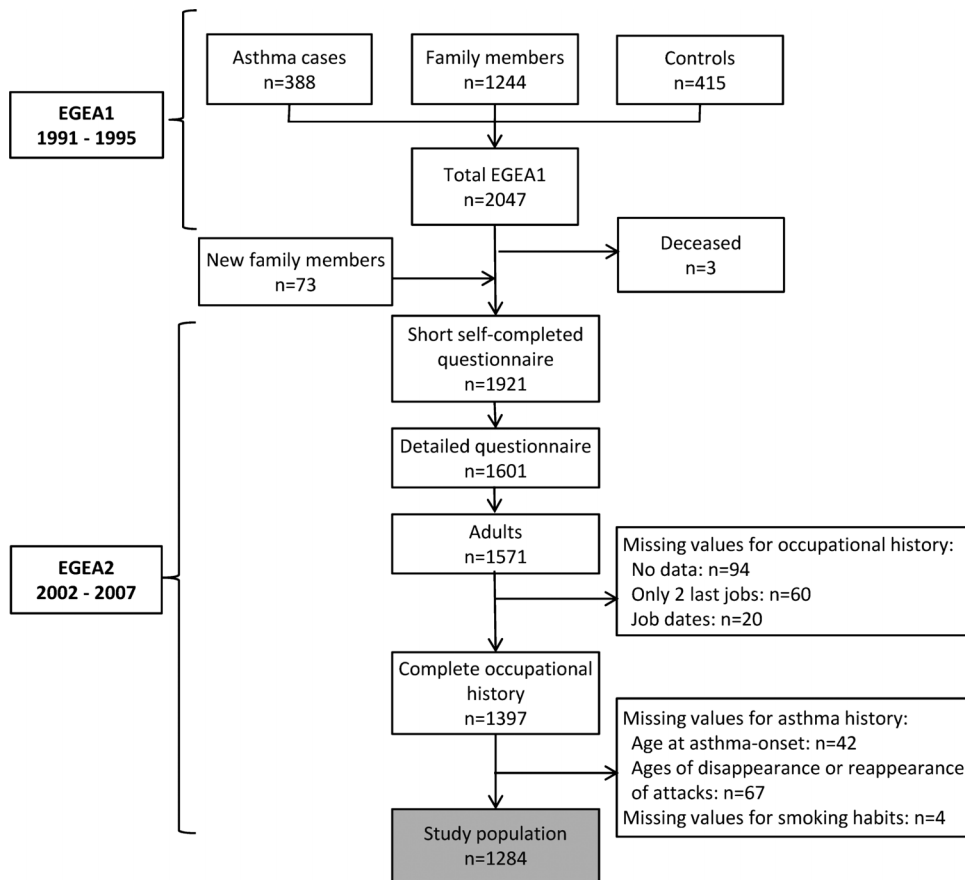 Asthma cases
n=388
Family members
n=1244
Controls
n=415
EGEA1
1991 - 1995
Total EGEA1
n=2047
Deceased
n=3
New family members
n=73
Short self-completed
questionnaire
n=1921
Detailed questionnaire
n=1601
Adults
n=1571
Missing values for occupational history:
No data: n=94
Only 2 last jobs: n=60
Job dates: n=20
EGEA2
2002 - 2007
Complete occupational
history
n=1397
Missing values for asthma history:
Age at asthma-onset: n=42
Ages of disappearance or reappearance
of attacks: n=67
Missing values for smoking habits: n=4
Study population
n=1284